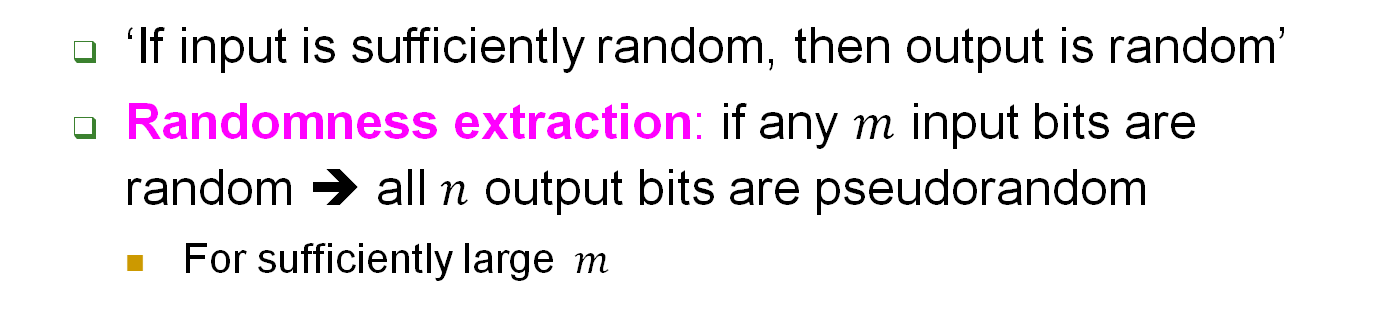 ❑ ‘If input is sufficiently random, then output is random’
❑ Randomness extraction: if any m input bits are
random ➔ all n output bits are pseudorandom
■ For sufficiently large m